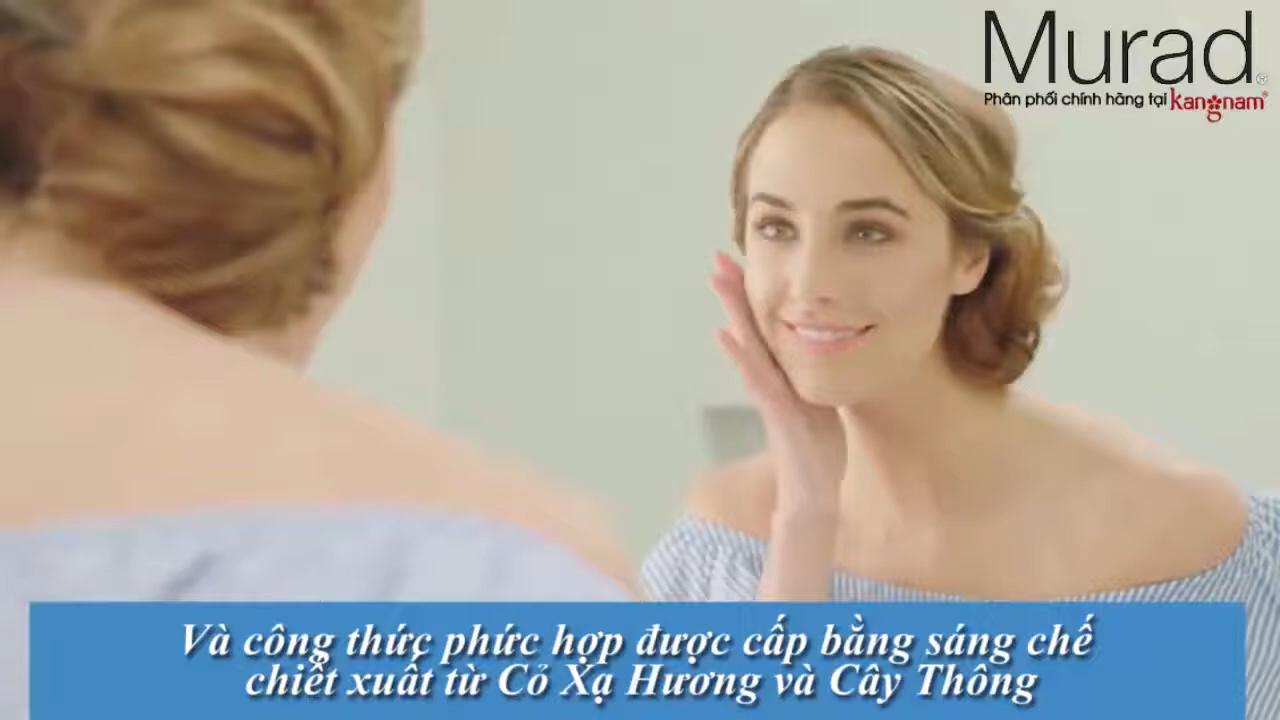 Murad®
Phân phối chính hãng tại kangnam®
Và công thức phức hợp được cấp bằng sáng chế
chiết xuất từ Cỏ Xạ Hương và Cây Thông